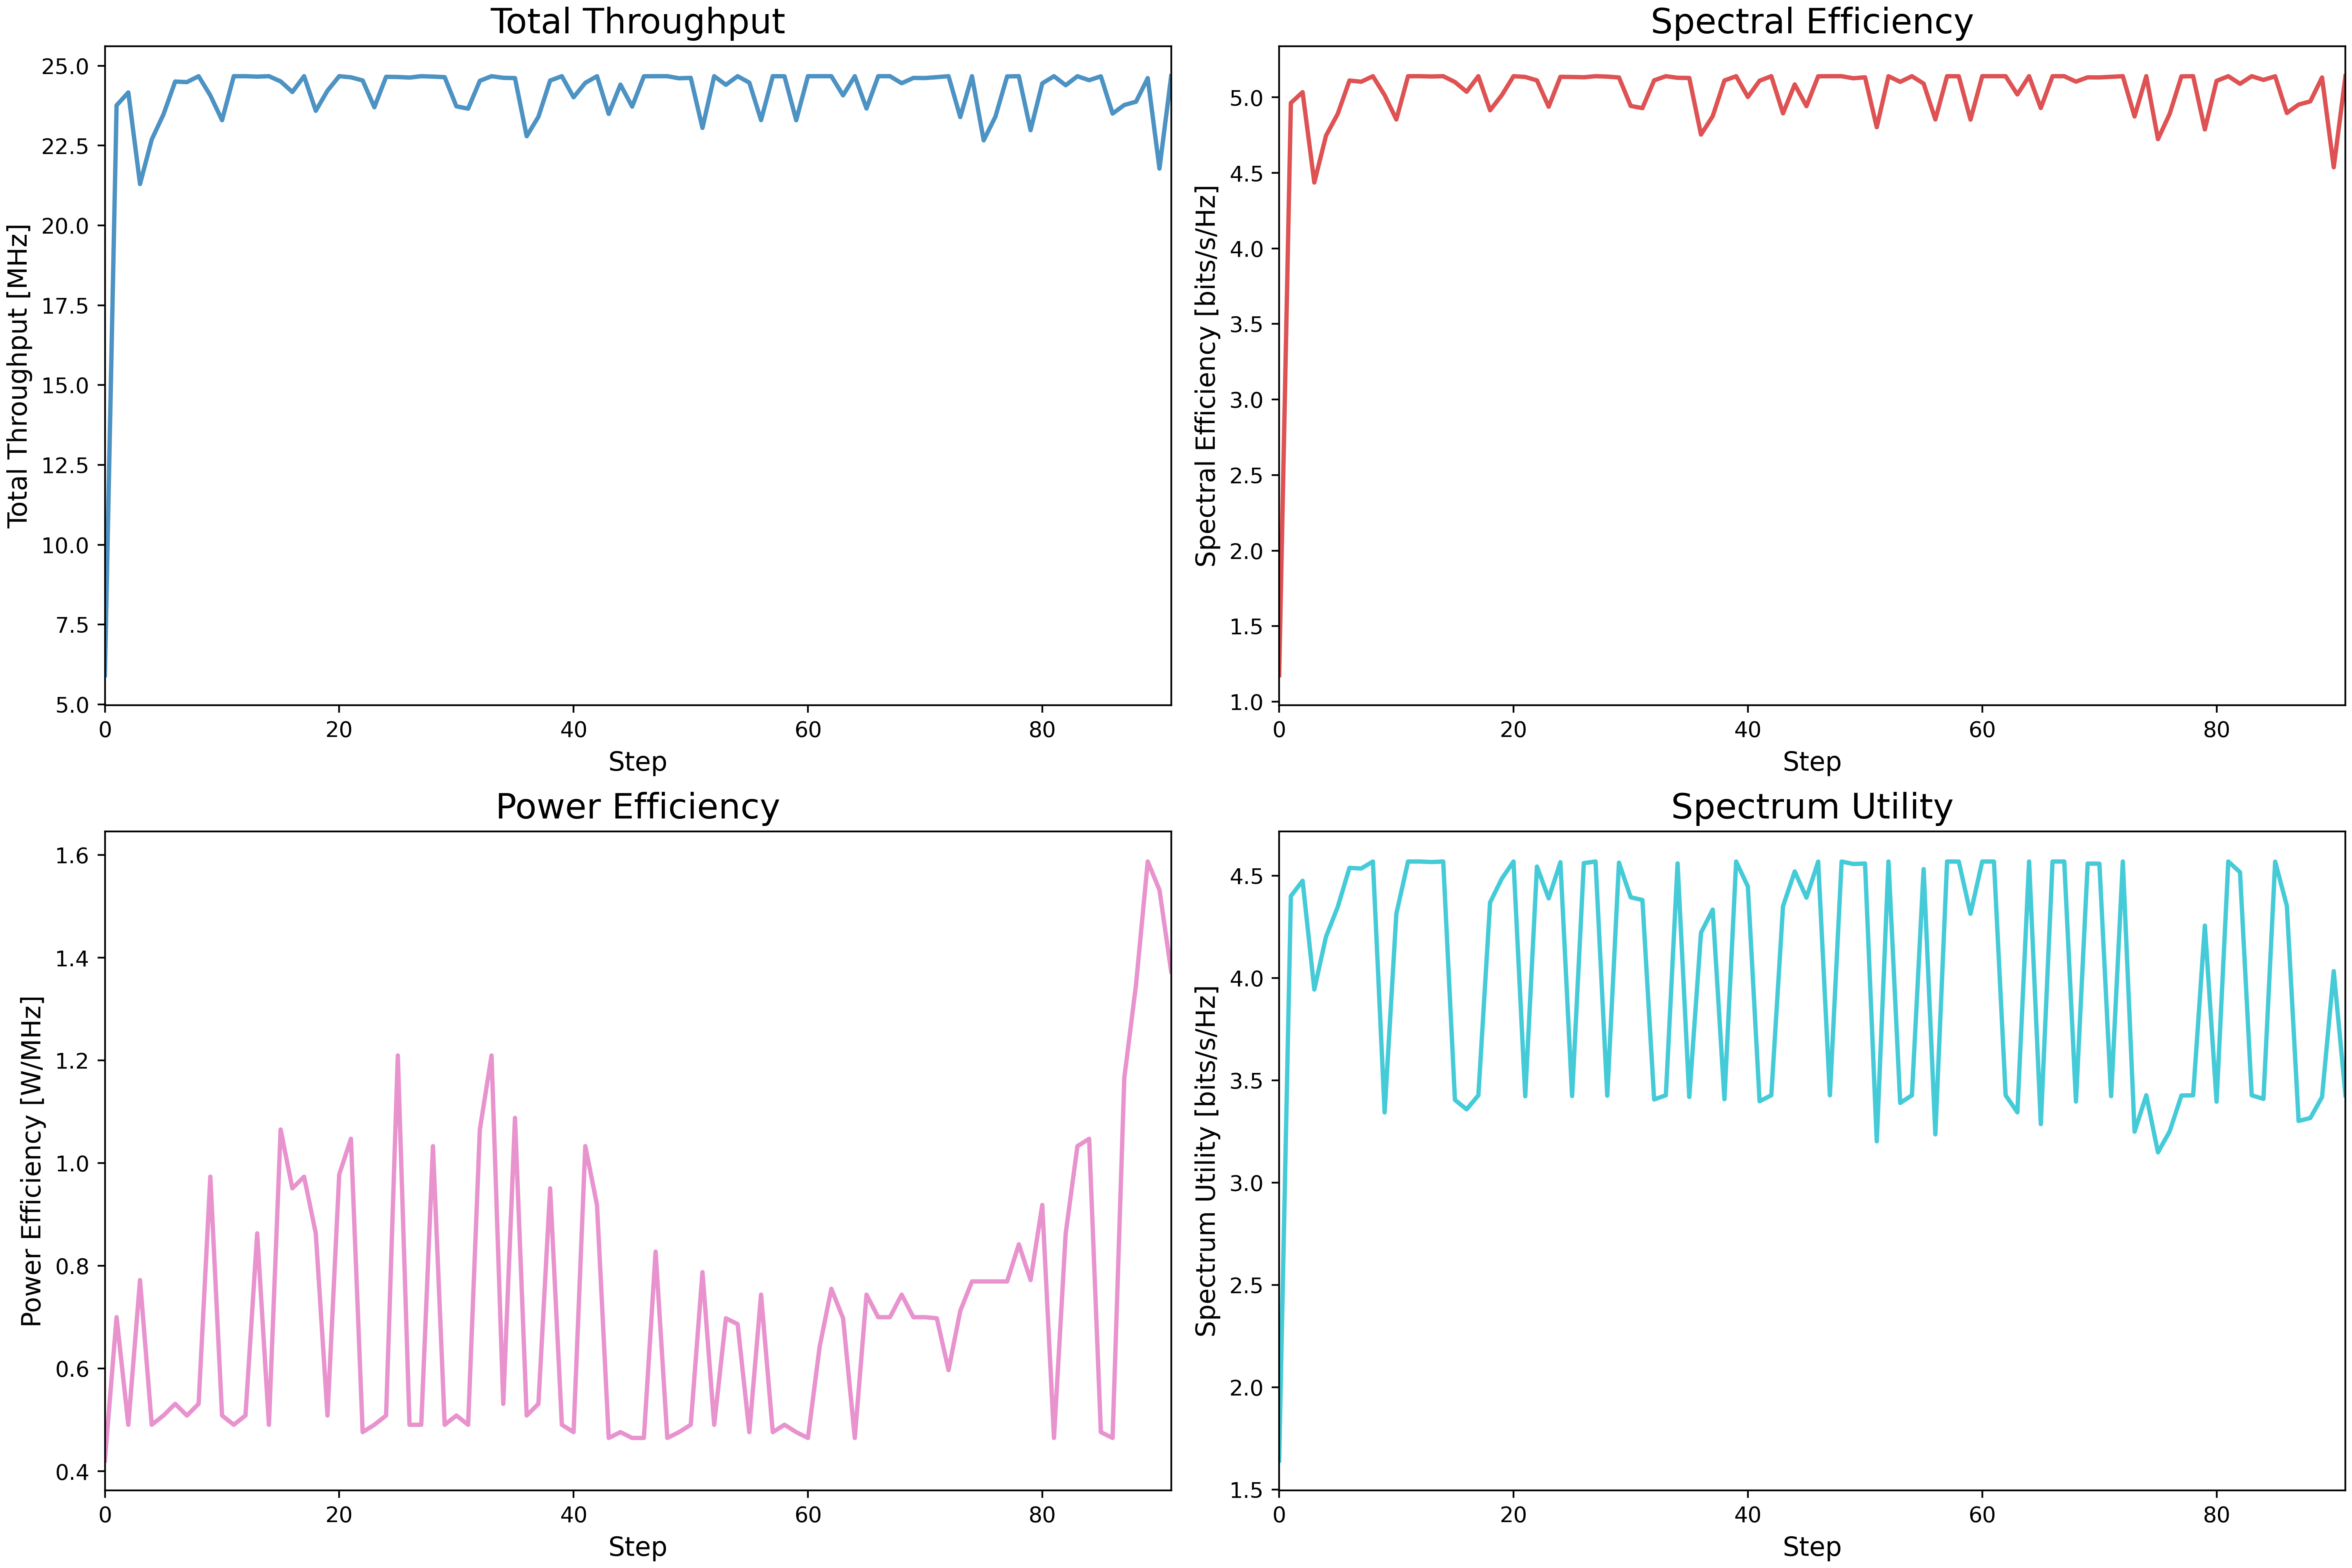 Total Throughput
Total Throughput [MHz]
25.0
22.5
20.0
17.5
15.0
12.5
10.0
7.5
5.0
0 20 40 60 80
Step
Spectral Efficiency
Spectral Efficiency [bits/s/Hz]
5.0
4.5
4.0
3.5
3.0
2.5
2.0
1.5
1.0
0 20 40 60 80
Step
Power Efficiency
Power Efficiency [W/MHz]
1.6
1.4
1.2
1.0
0.8
0.6
0.4
0 20 40 60 80
Step
Spectrum Utility
Spectrum Utility [bits/s/Hz]
4.5
4.0
3.5
3.0
2.5
2.0
1.5
0 20 40 60 80
Step